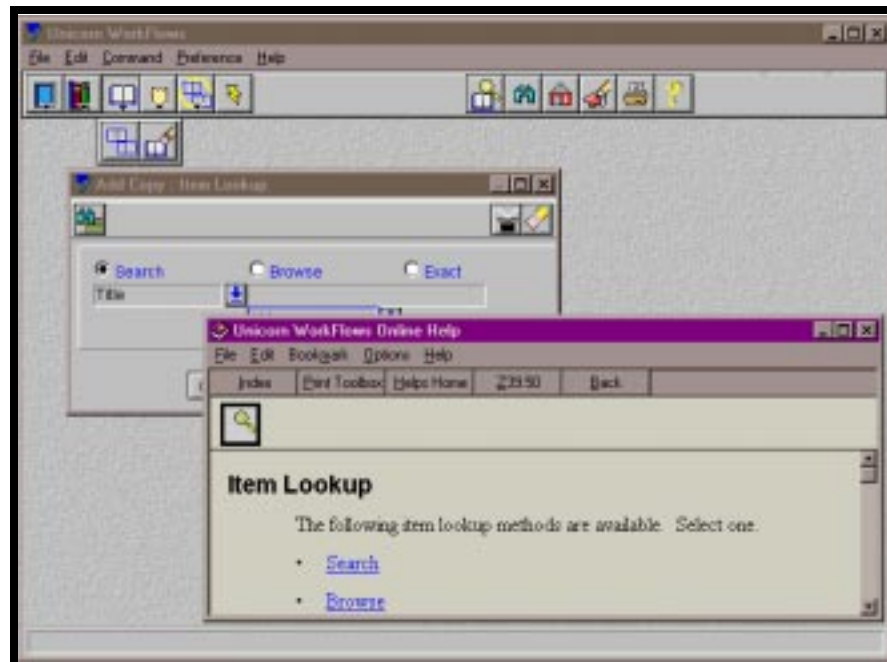 Unicorn WorkFlows
File Edit Command Preference Help
Add Copy : Item Lookup
Search Browse Exact
Title
Unicorn WorkFlows Online Help
File Edit Bookmark Options Help
Index Print Toolbox Helps Home Z39.50 Back
Item Lookup
The following item lookup methods are available. Select one.
• Search
• Browse